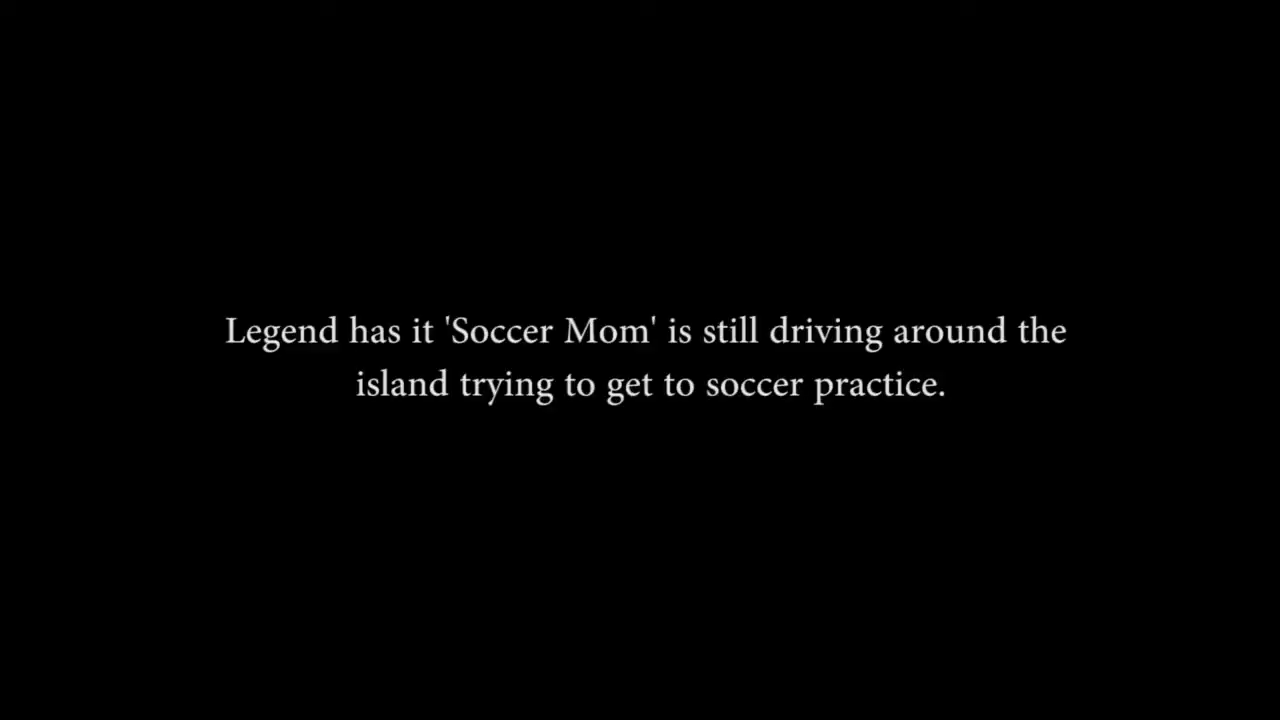 Legend has it 'Soccer Mom' is still driving around the
island trying to get to soccer practice.